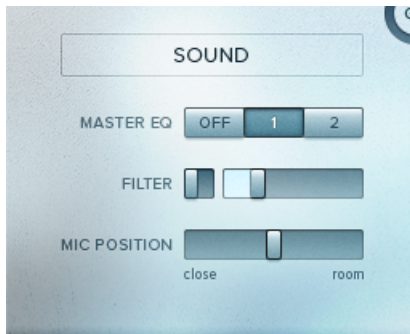 SOUND
MASTER EQ OFF 1 2
FILTER
MIC POSITION
close room